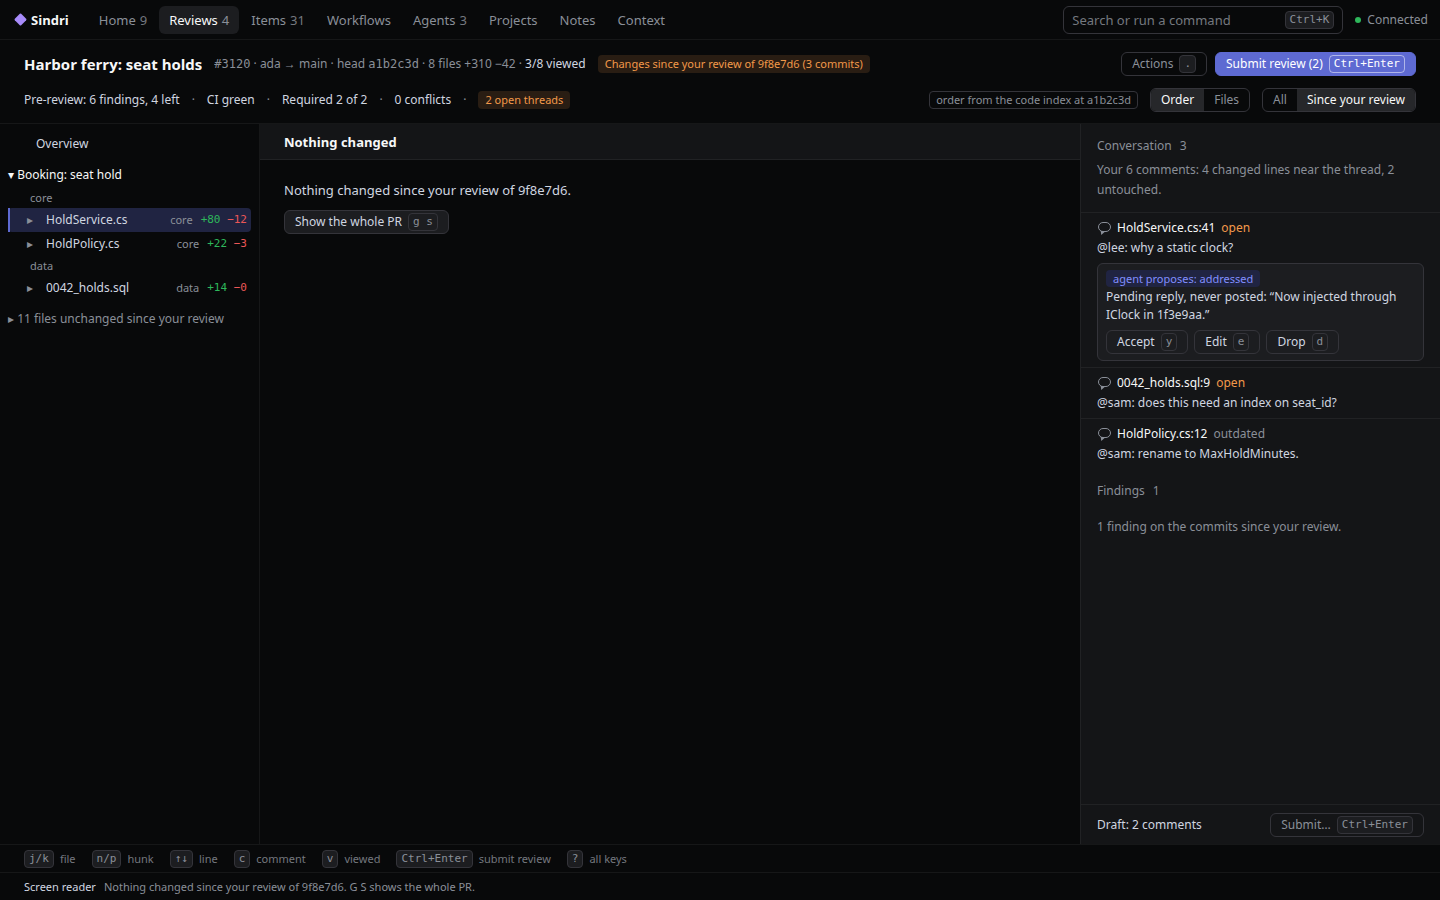 Sindri
Home 9
Reviews 4
Items 31
Workflows
Agents 3
Projects
Notes
Context
Search or run a command Ctrl+K
Connected
Harbor ferry: seat holds #3120 · ada → main · head a1b2c3d · 8 files +310 −42 · 3/8 viewed
Changes since your review of 9f8e7d6 (3 commits)
Actions .
Submit review (2) Ctrl+Enter
Pre-review: 6 findings, 4 left · CI green · Required 2 of 2 · 0 conflicts · 2 open threads
order from the code index at a1b2c3d
Order Files
All Since your review
Overview
▾ Booking: seat hold
core
▸ HoldService.cs core +80 −12
▸ HoldPolicy.cs core +22 −3
data
▸ 0042_holds.sql data +14 −0
▸ 11 files unchanged since your review
Nothing changed
Nothing changed since your review of 9f8e7d6.
Show the whole PR g s
Conversation 3
Your 6 comments: 4 changed lines near the thread, 2
untouched.
HoldService.cs:41 open
@lee: why a static clock?
agent proposes: addressed
Pending reply, never posted: “Now injected through
IClock in 1f3e9aa.”
Accept y
Edit e
Drop d
0042_holds.sql:9 open
@sam: does this need an index on seat_id?
HoldPolicy.cs:12 outdated
@sam: rename to MaxHoldMinutes.
Findings 1
1 finding on the commits since your review.
Draft: 2 comments
Submit... Ctrl+Enter
j/k file n/p hunk ↑↓ line c comment v viewed Ctrl+Enter submit review ? all keys
Screen reader Nothing changed since your review of 9f8e7d6. G S shows the whole PR.